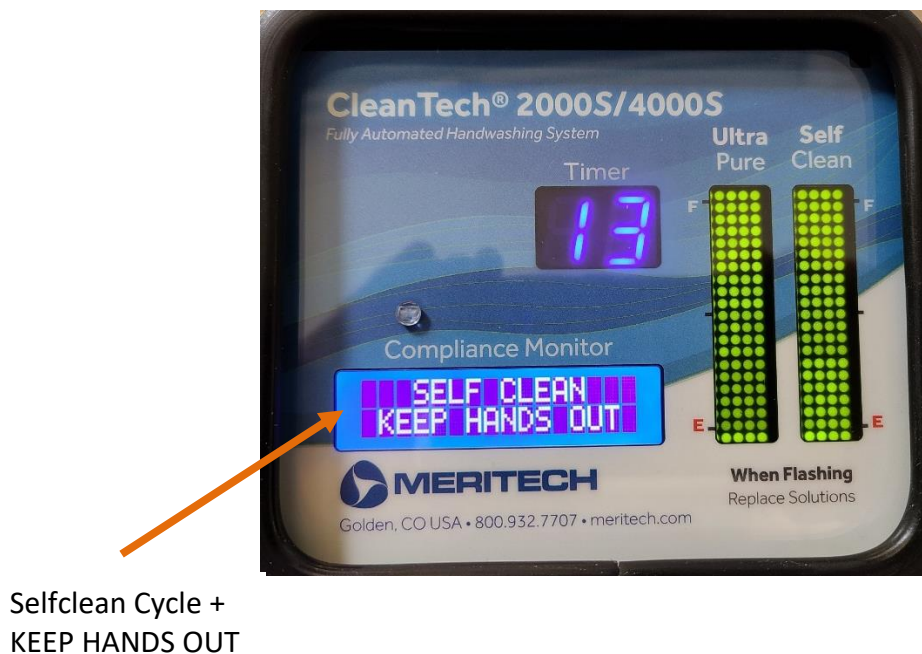 CleanTech® 2000S/4000S
Fully Automated Handwashing System
Ultra Self
Pure Clean
Timer
13
F F
Compliance Monitor
SELF CLEAN
KEEP HANDS OUT
E E
MERITECH
When Flashing
Replace Solutions
Golden, CO USA • 800.932.7707 • meritech.com
Selfclean Cycle +
KEEP HANDS OUT